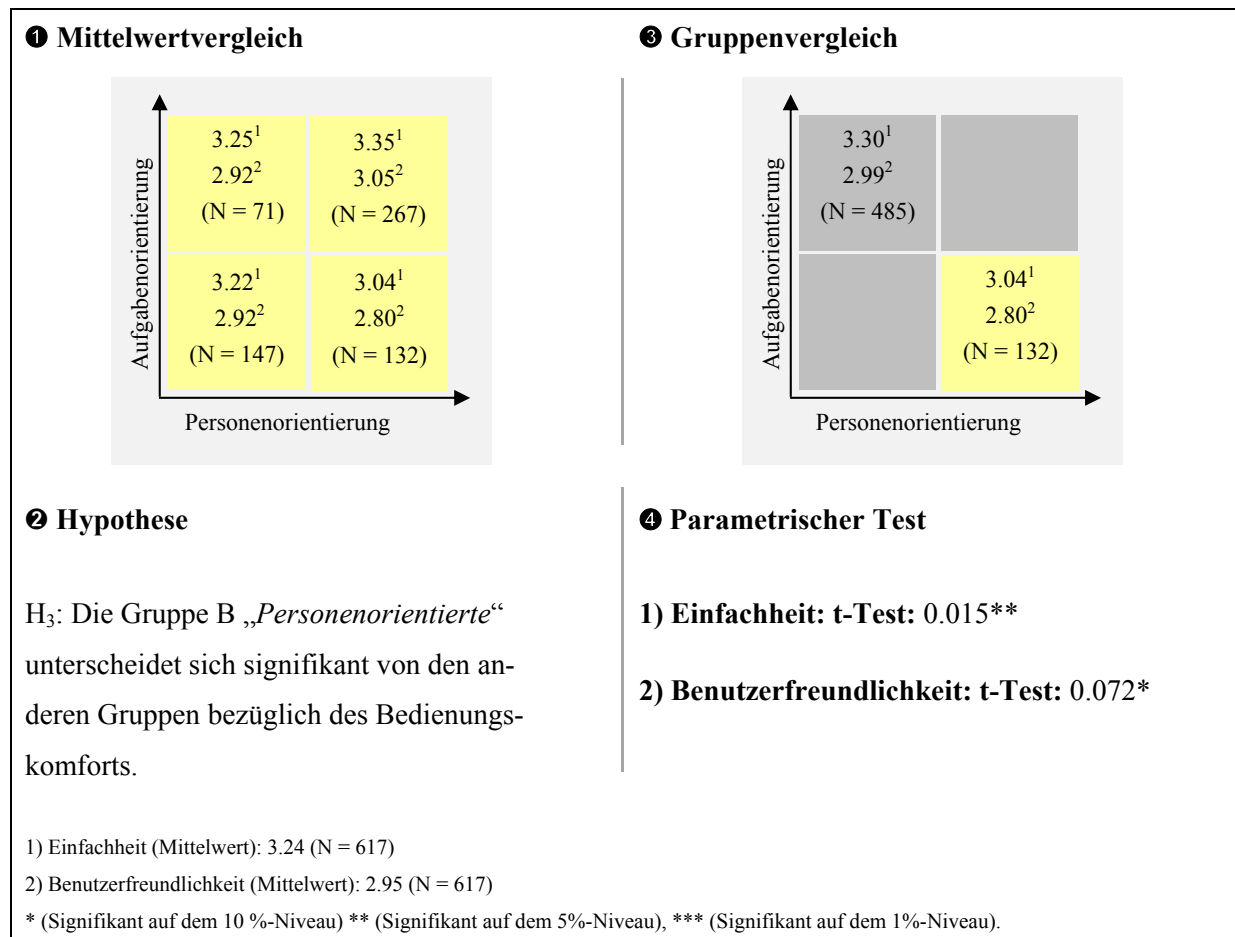 ❶ Mittelwertvergleich
Aufgabenorientierung
3.25¹
2.92²
(N = 71)
3.35¹
3.05²
(N = 267)
3.22¹
2.92²
(N = 147)
3.04¹
2.80²
(N = 132)
Personenorientierung
❷ Hypothese
H₃: Die Gruppe B „Personenorientierte“
unterscheidet sich signifikant von den an-
deren Gruppen bezüglich des Bedienungs-
komforts.
❸ Gruppenvergleich
Aufgabenorientierung
3.30¹
2.99²
(N = 485)
3.04¹
2.80²
(N = 132)
Personenorientierung
❹ Parametrischer Test
1) Einfachheit: t-Test: 0.015**
2) Benutzerfreundlichkeit: t-Test: 0.072*
1) Einfachheit (Mittelwert): 3.24 (N = 617)
2) Benutzerfreundlichkeit (Mittelwert): 2.95 (N = 617)
* (Signifikant auf dem 10 %-Niveau) ** (Signifikant auf dem 5%-Niveau), *** (Signifikant auf dem 1%-Niveau).